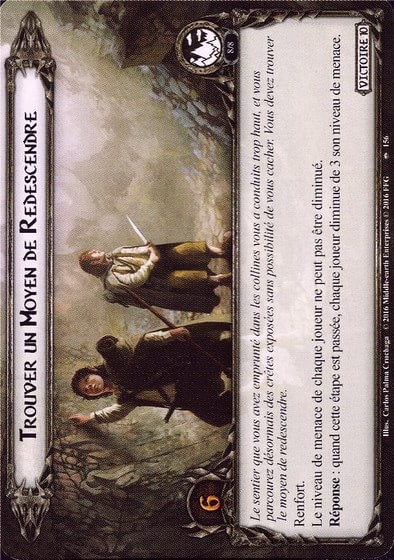 TROUVER UN MOYEN DE REDESCENDRE
6
8/8
Le sentier que vous avez emprunté dans les collines vous a conduits trop haut, et vous
parcourez désormais des crêtes exposées sans possibilité de vous cacher. Vous devez trouver
le moyen de redescendre.
Renfort.
Le niveau de menace de chaque joueur ne peut pas être diminué.
Réponse : quand cette étape est passée, chaque joueur diminue de 3 son niveau de menace.
VICTOIRE 10
Illus. Carlos Palma Cruchaga © 2016 Middle-earth Enterprises © 2016 FFG 156